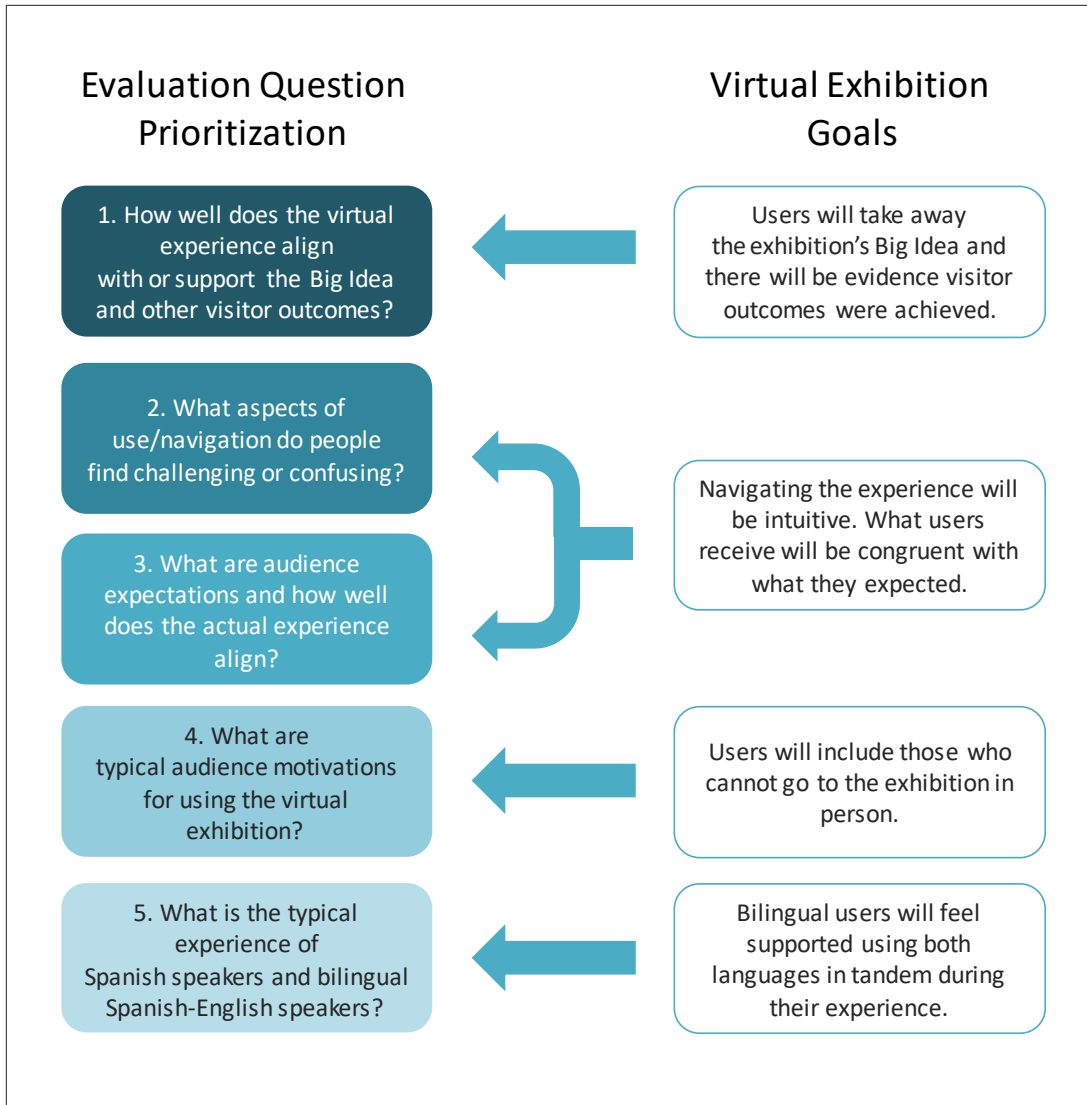 Evaluation Question
Prioritization
Virtual Exhibition
Goals
1. How well does the virtual
experience align
with or support the Big Idea
and other visitor outcomes?
Users will take away
the exhibition’s Big Idea and
there will be evidence visitor
outcomes were achieved.
2. What aspects of
use/navigation do people
find challenging or confusing?
3. What are audience
expectations and how well
does the actual experience
align?
Navigating the experience will
be intuitive. What users
receive will be congruent with
what they expected.
4. What are
typical audience motivations
for using the virtual
exhibition?
Users will include those who
cannot go to the exhibition in
person.
5. What is the typical
experience of
Spanish speakers and bilingual
Spanish-English speakers?
Bilingual users will feel
supported using both
languages in tandem during
their experience.